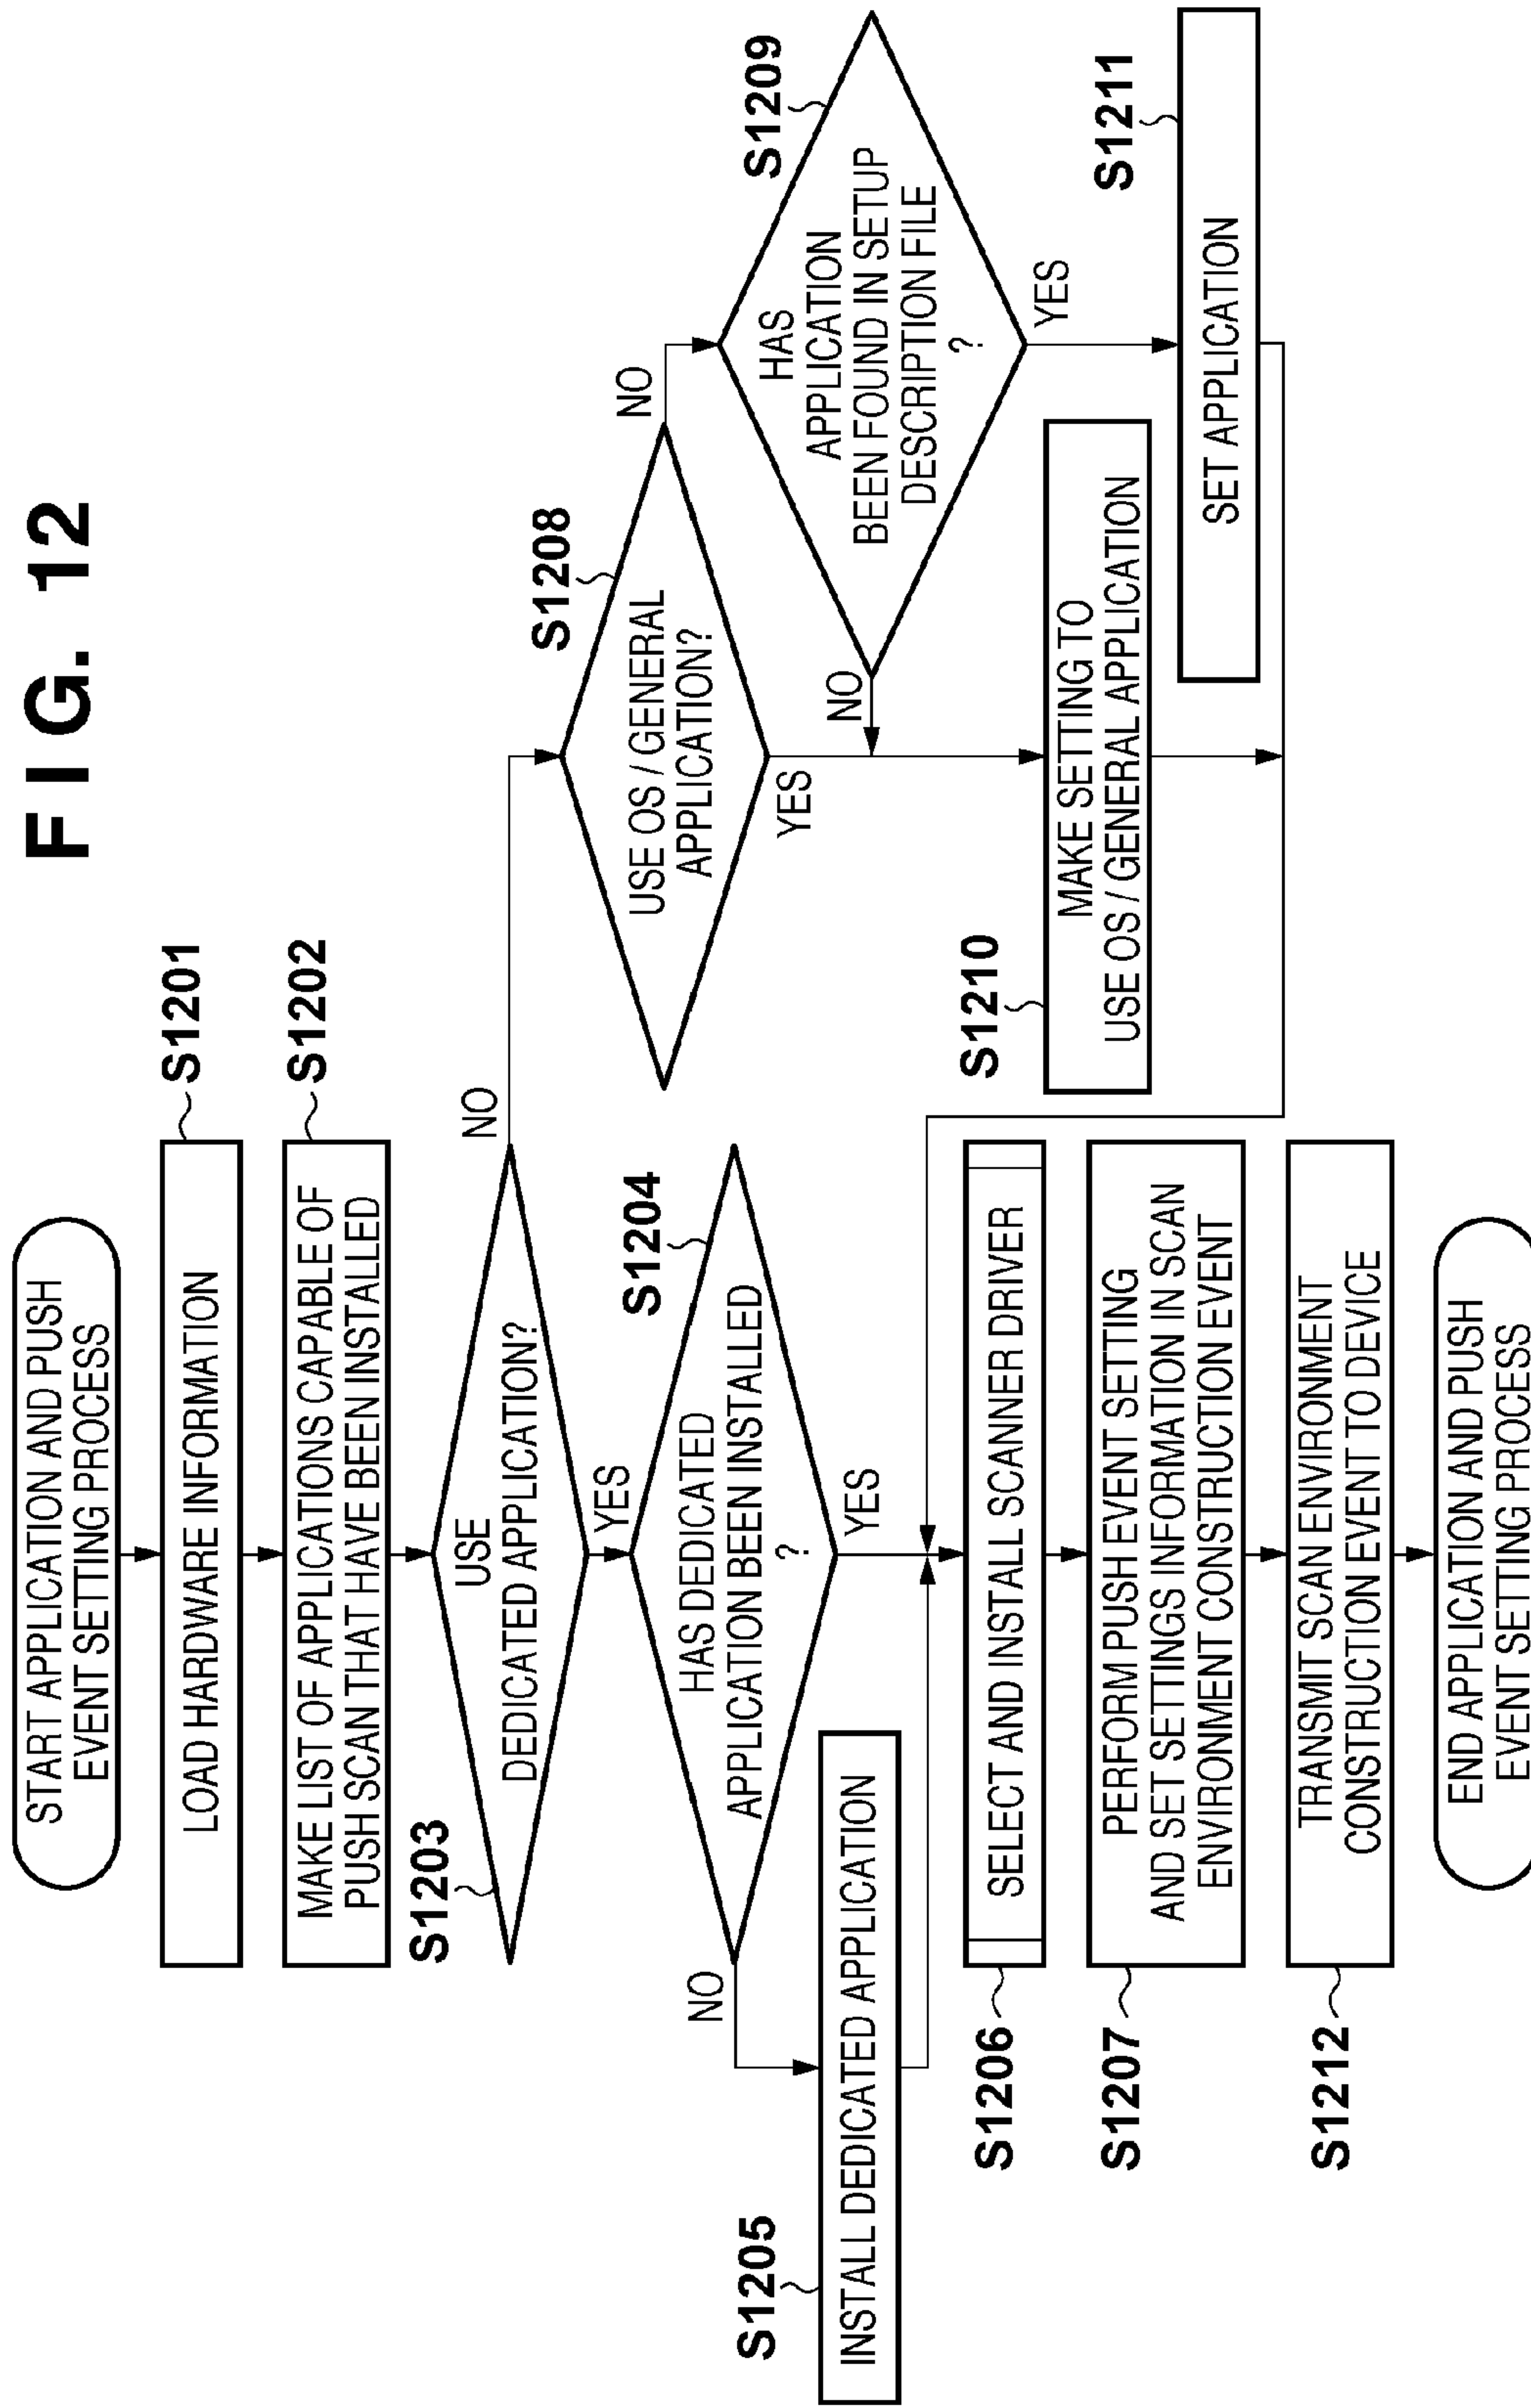 FIG. 12
START APPLICATION AND PUSH
EVENT SETTING PROCESS
S1201
LOAD HARDWARE INFORMATION
S1202
MAKE LIST OF APPLICATIONS CAPABLE OF
PUSH SCAN THAT HAVE BEEN INSTALLED
S1203
USE
DEDICATED APPLICATION?
NO
YES
S1204
HAS DEDICATED
APPLICATION BEEN INSTALLED
?
NO
YES
S1205
INSTALL DEDICATED APPLICATION
S1208
USE OS / GENERAL
APPLICATION?
NO
YES
S1209
HAS
APPLICATION
BEEN FOUND IN SETUP
DESCRIPTION FILE
?
NO
YES
S1210
MAKE SETTING TO
USE OS / GENERAL APPLICATION
S1211
SET APPLICATION
S1206
SELECT AND INSTALL SCANNER DRIVER
S1207
PERFORM PUSH EVENT SETTING
AND SET SETTINGS INFORMATION IN SCAN
ENVIRONMENT CONSTRUCTION EVENT
S1212
TRANSMIT SCAN ENVIRONMENT
CONSTRUCTION EVENT TO DEVICE
END APPLICATION AND PUSH
EVENT SETTING PROCESS